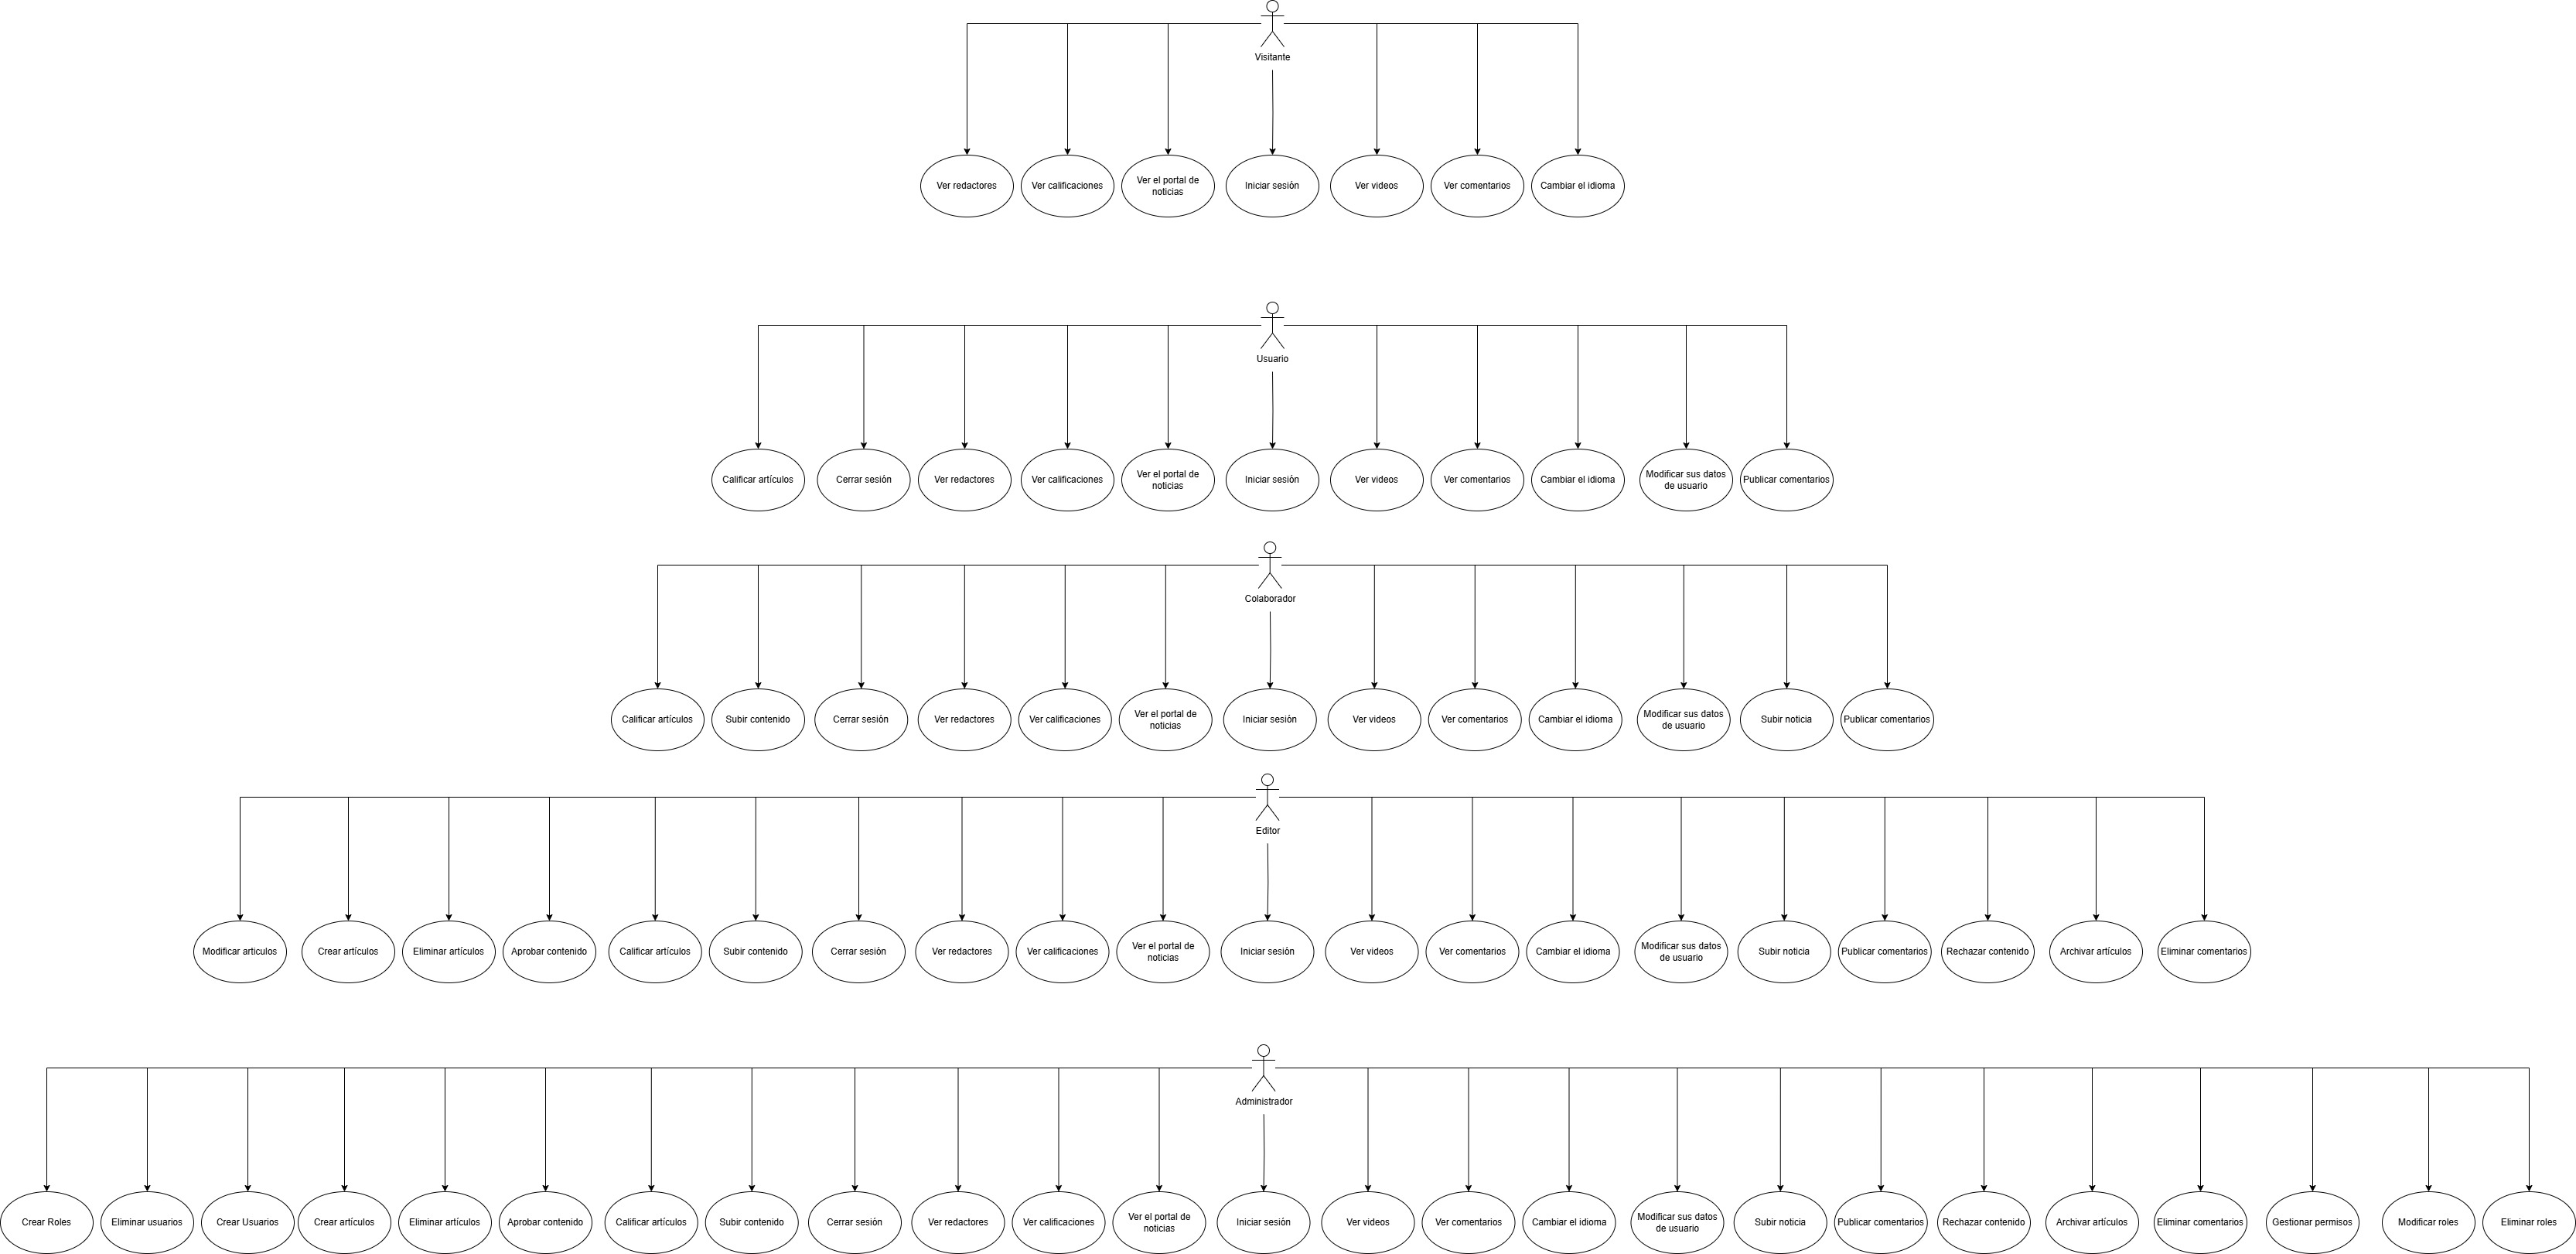 Visitante
Ver redactores
Ver calificaciones
Ver el portal de
noticias
Iniciar sesión
Ver videos
Ver comentarios
Cambiar el idioma
Usuario
Calificar artículos
Cerrar sesión
Ver redactores
Ver calificaciones
Ver el portal de
noticias
Iniciar sesión
Ver videos
Ver comentarios
Cambiar el idioma
Modificar sus datos
de usuario
Publicar comentarios
Colaborador
Calificar artículos
Subir contenido
Cerrar sesión
Ver redactores
Ver calificaciones
Ver el portal de
noticias
Iniciar sesión
Ver videos
Ver comentarios
Cambiar el idioma
Modificar sus datos
de usuario
Subir noticia
Publicar comentarios
Editor
Modificar articulos
Crear artículos
Eliminar artículos
Aprobar contenido
Calificar artículos
Subir contenido
Cerrar sesión
Ver redactores
Ver calificaciones
Ver el portal de
noticias
Iniciar sesión
Ver videos
Ver comentarios
Cambiar el idioma
Modificar sus datos
de usuario
Subir noticia
Publicar comentarios
Rechazar contenido
Archivar artículos
Eliminar comentarios
Administrador
Crear Roles
Eliminar usuarios
Crear Usuarios
Crear artículos
Eliminar artículos
Aprobar contenido
Calificar artículos
Subir contenido
Cerrar sesión
Ver redactores
Ver calificaciones
Ver el portal de
noticias
Iniciar sesión
Ver videos
Ver comentarios
Cambiar el idioma
Modificar sus datos
de usuario
Subir noticia
Publicar comentarios
Rechazar contenido
Archivar artículos
Eliminar comentarios
Gestionar permisos
Modificar roles
Eliminar roles